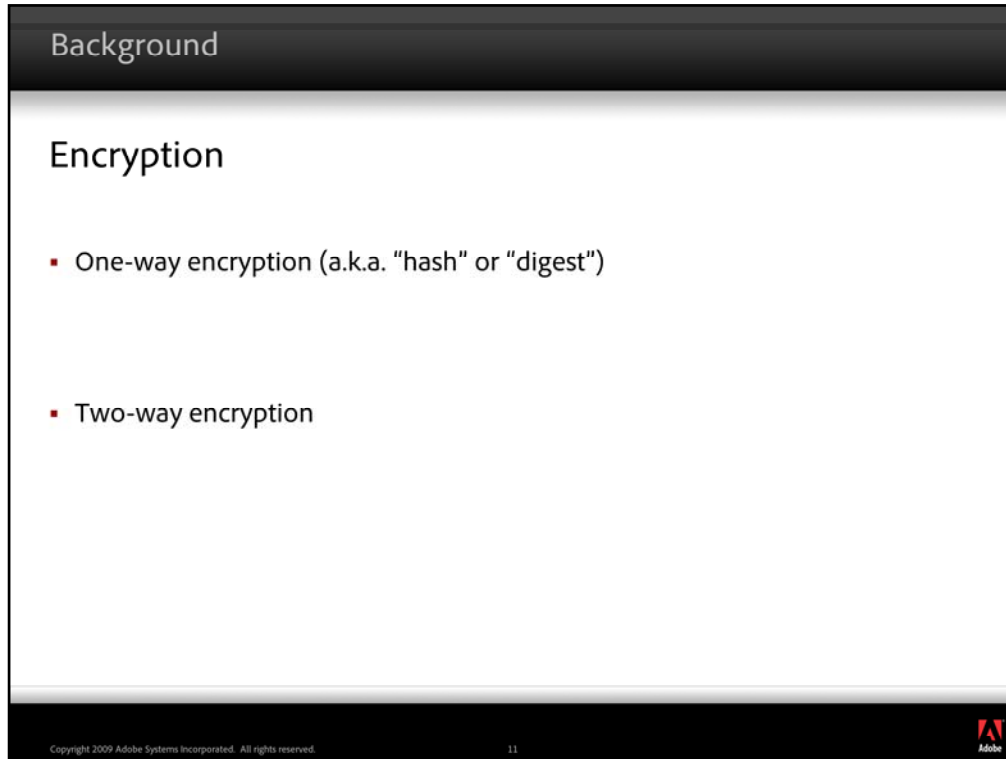 Background
Encryption
▪ One-way encryption (a.k.a. “hash” or “digest”)
▪ Two-way encryption
Copyright 2009 Adobe Systems Incorporated. All rights reserved.
11
Adobe